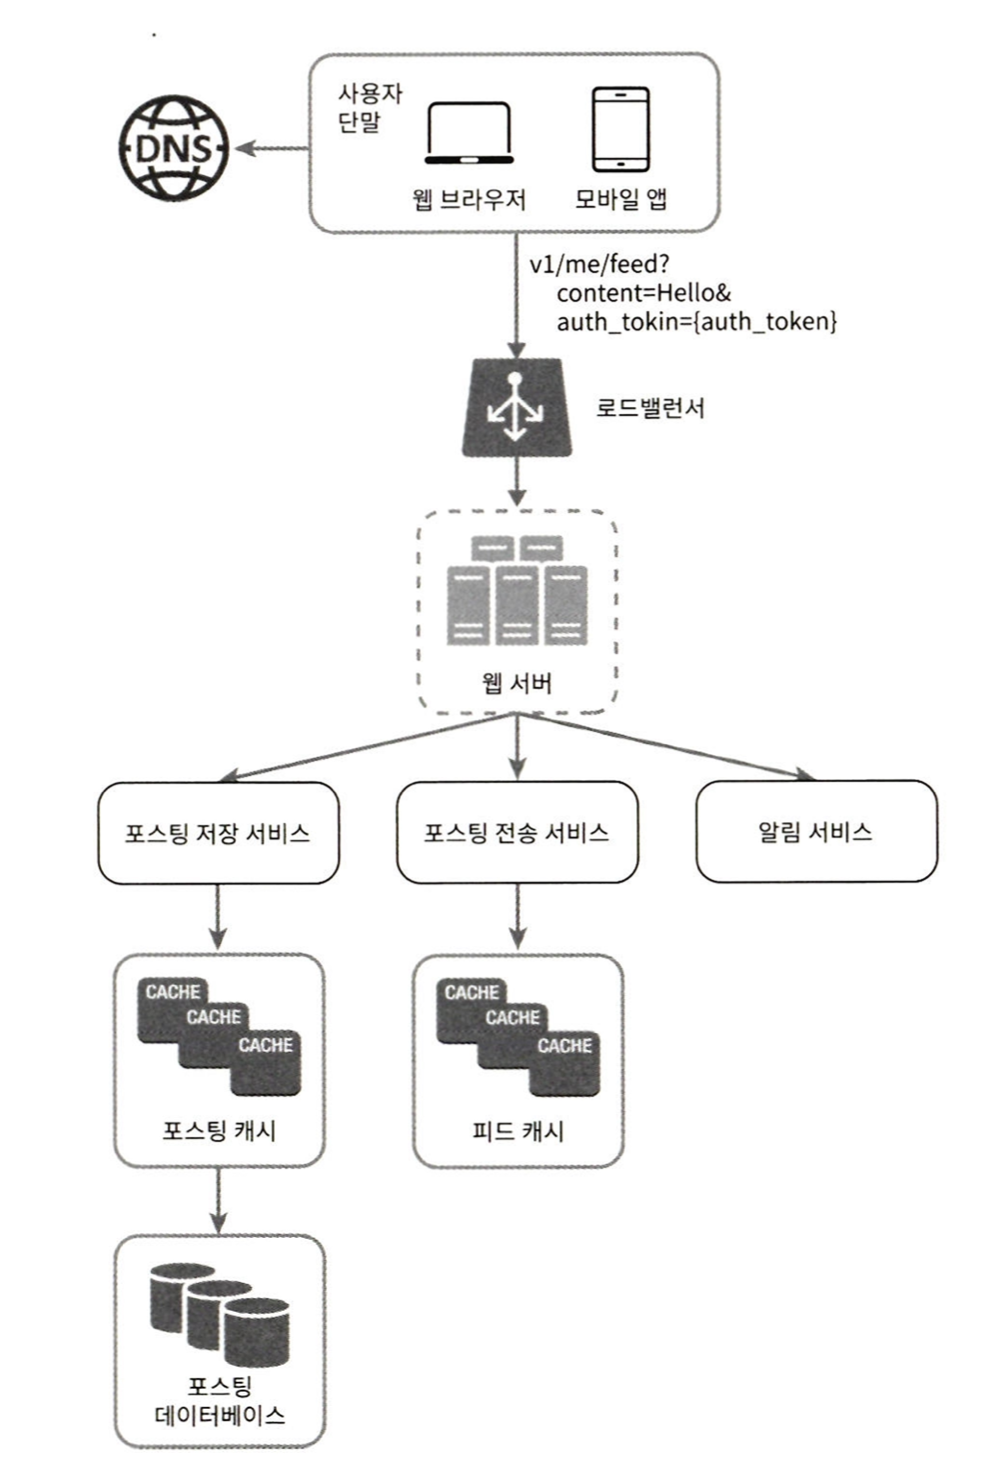 사용자
단말
DNS
웹 브라우저
모바일 앱
v1/me/feed?
content=Hello&
auth_tokin={auth_token}
로드밸런서
웹 서버
포스팅 저장 서비스
포스팅 전송 서비스
알림 서비스
CACHE
CACHE
CACHE
포스팅 캐시
CACHE
CACHE
CACHE
피드 캐시
포스팅
데이터베이스